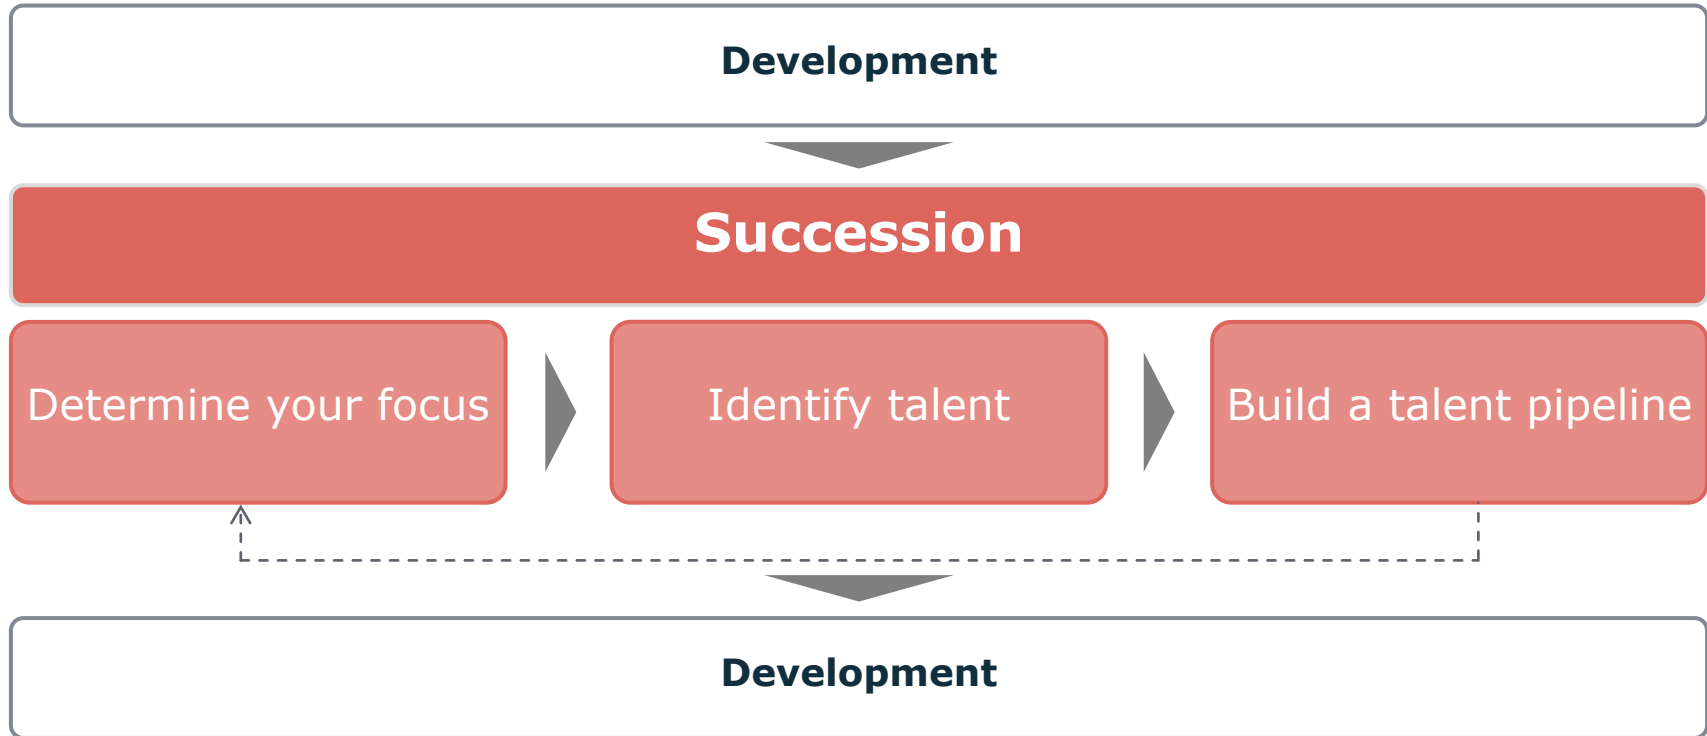 Development
Succession
Determine your focus
Identify talent
Build a talent pipeline
Development